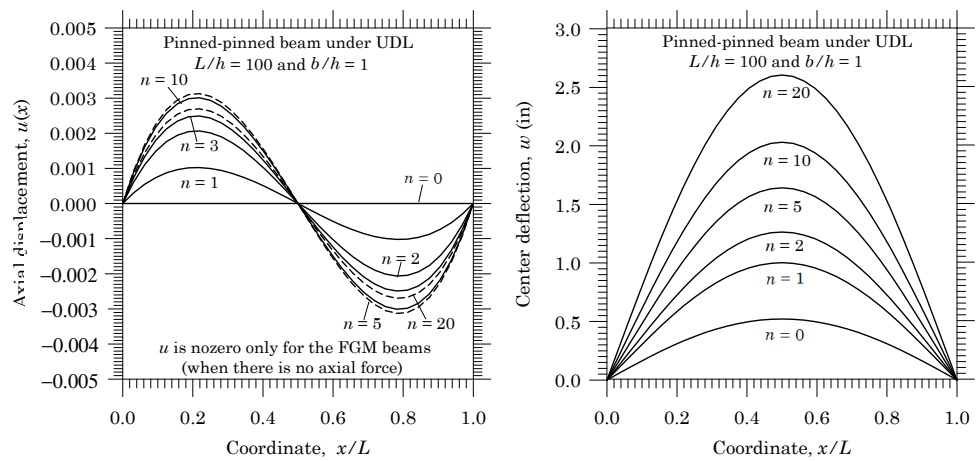 0.005
0.004
0.003
0.002
0.001
0.000
−0.001
−0.002
−0.003
−0.004
−0.005
Axial displacement, u(x)
Pinned-pinned beam under UDL
L/h = 100 and b/h = 1
n = 10
n = 3
n = 1
n = 0
n = 2
n = 5
n = 20
u is nozero only for the FGM beams
(when there is no axial force)
0.0 0.2 0.4 0.6 0.8 1.0
Coordinate, x/L
3.0
2.5
2.0
1.5
1.0
0.5
0.0
Center deflection, w (in)
Pinned-pinned beam under UDL
L/h = 100 and b/h = 1
n = 20
n = 10
n = 5
n = 2
n = 1
n = 0
0.0 0.2 0.4 0.6 0.8 1.0
Coordinate, x/L